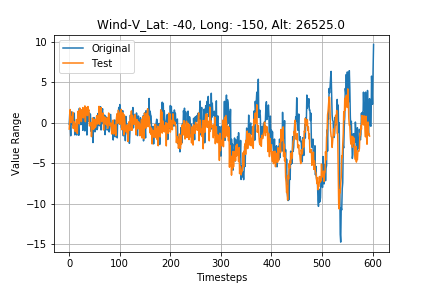 Wind-V_Lat: -40, Long: -150, Alt: 26525.0
Original
Test
Value Range
10
5
0
−5
−10
−15
0 100 200 300 400 500 600
Timesteps